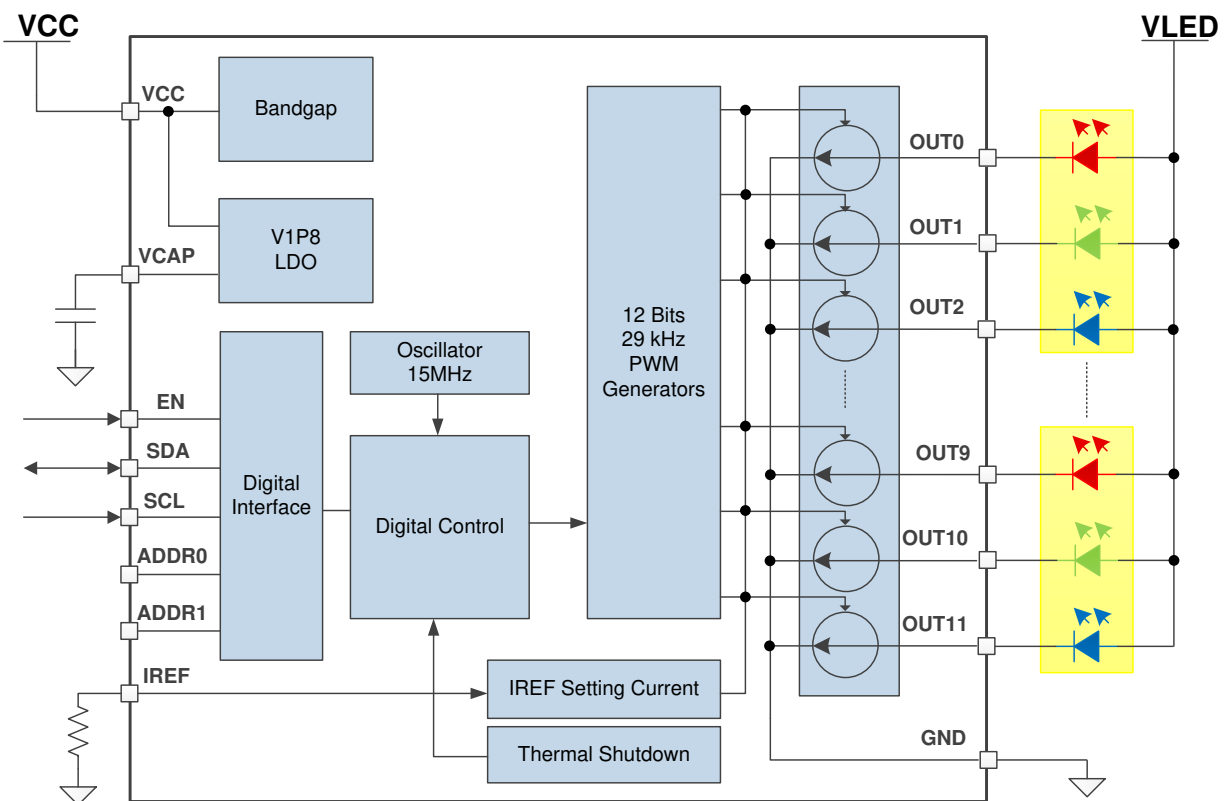 VCC
VLED
VCC
Bandgap
V1P8
LDO
VCAP
EN
SDA
SCL
ADDR0
ADDR1
IREF
Digital
Interface
Oscillator
15MHz
Digital Control
IREF Setting Current
Thermal Shutdown
12 Bits
29 kHz
PWM
Generators
OUT0
OUT1
OUT2
OUT9
OUT10
OUT11
GND